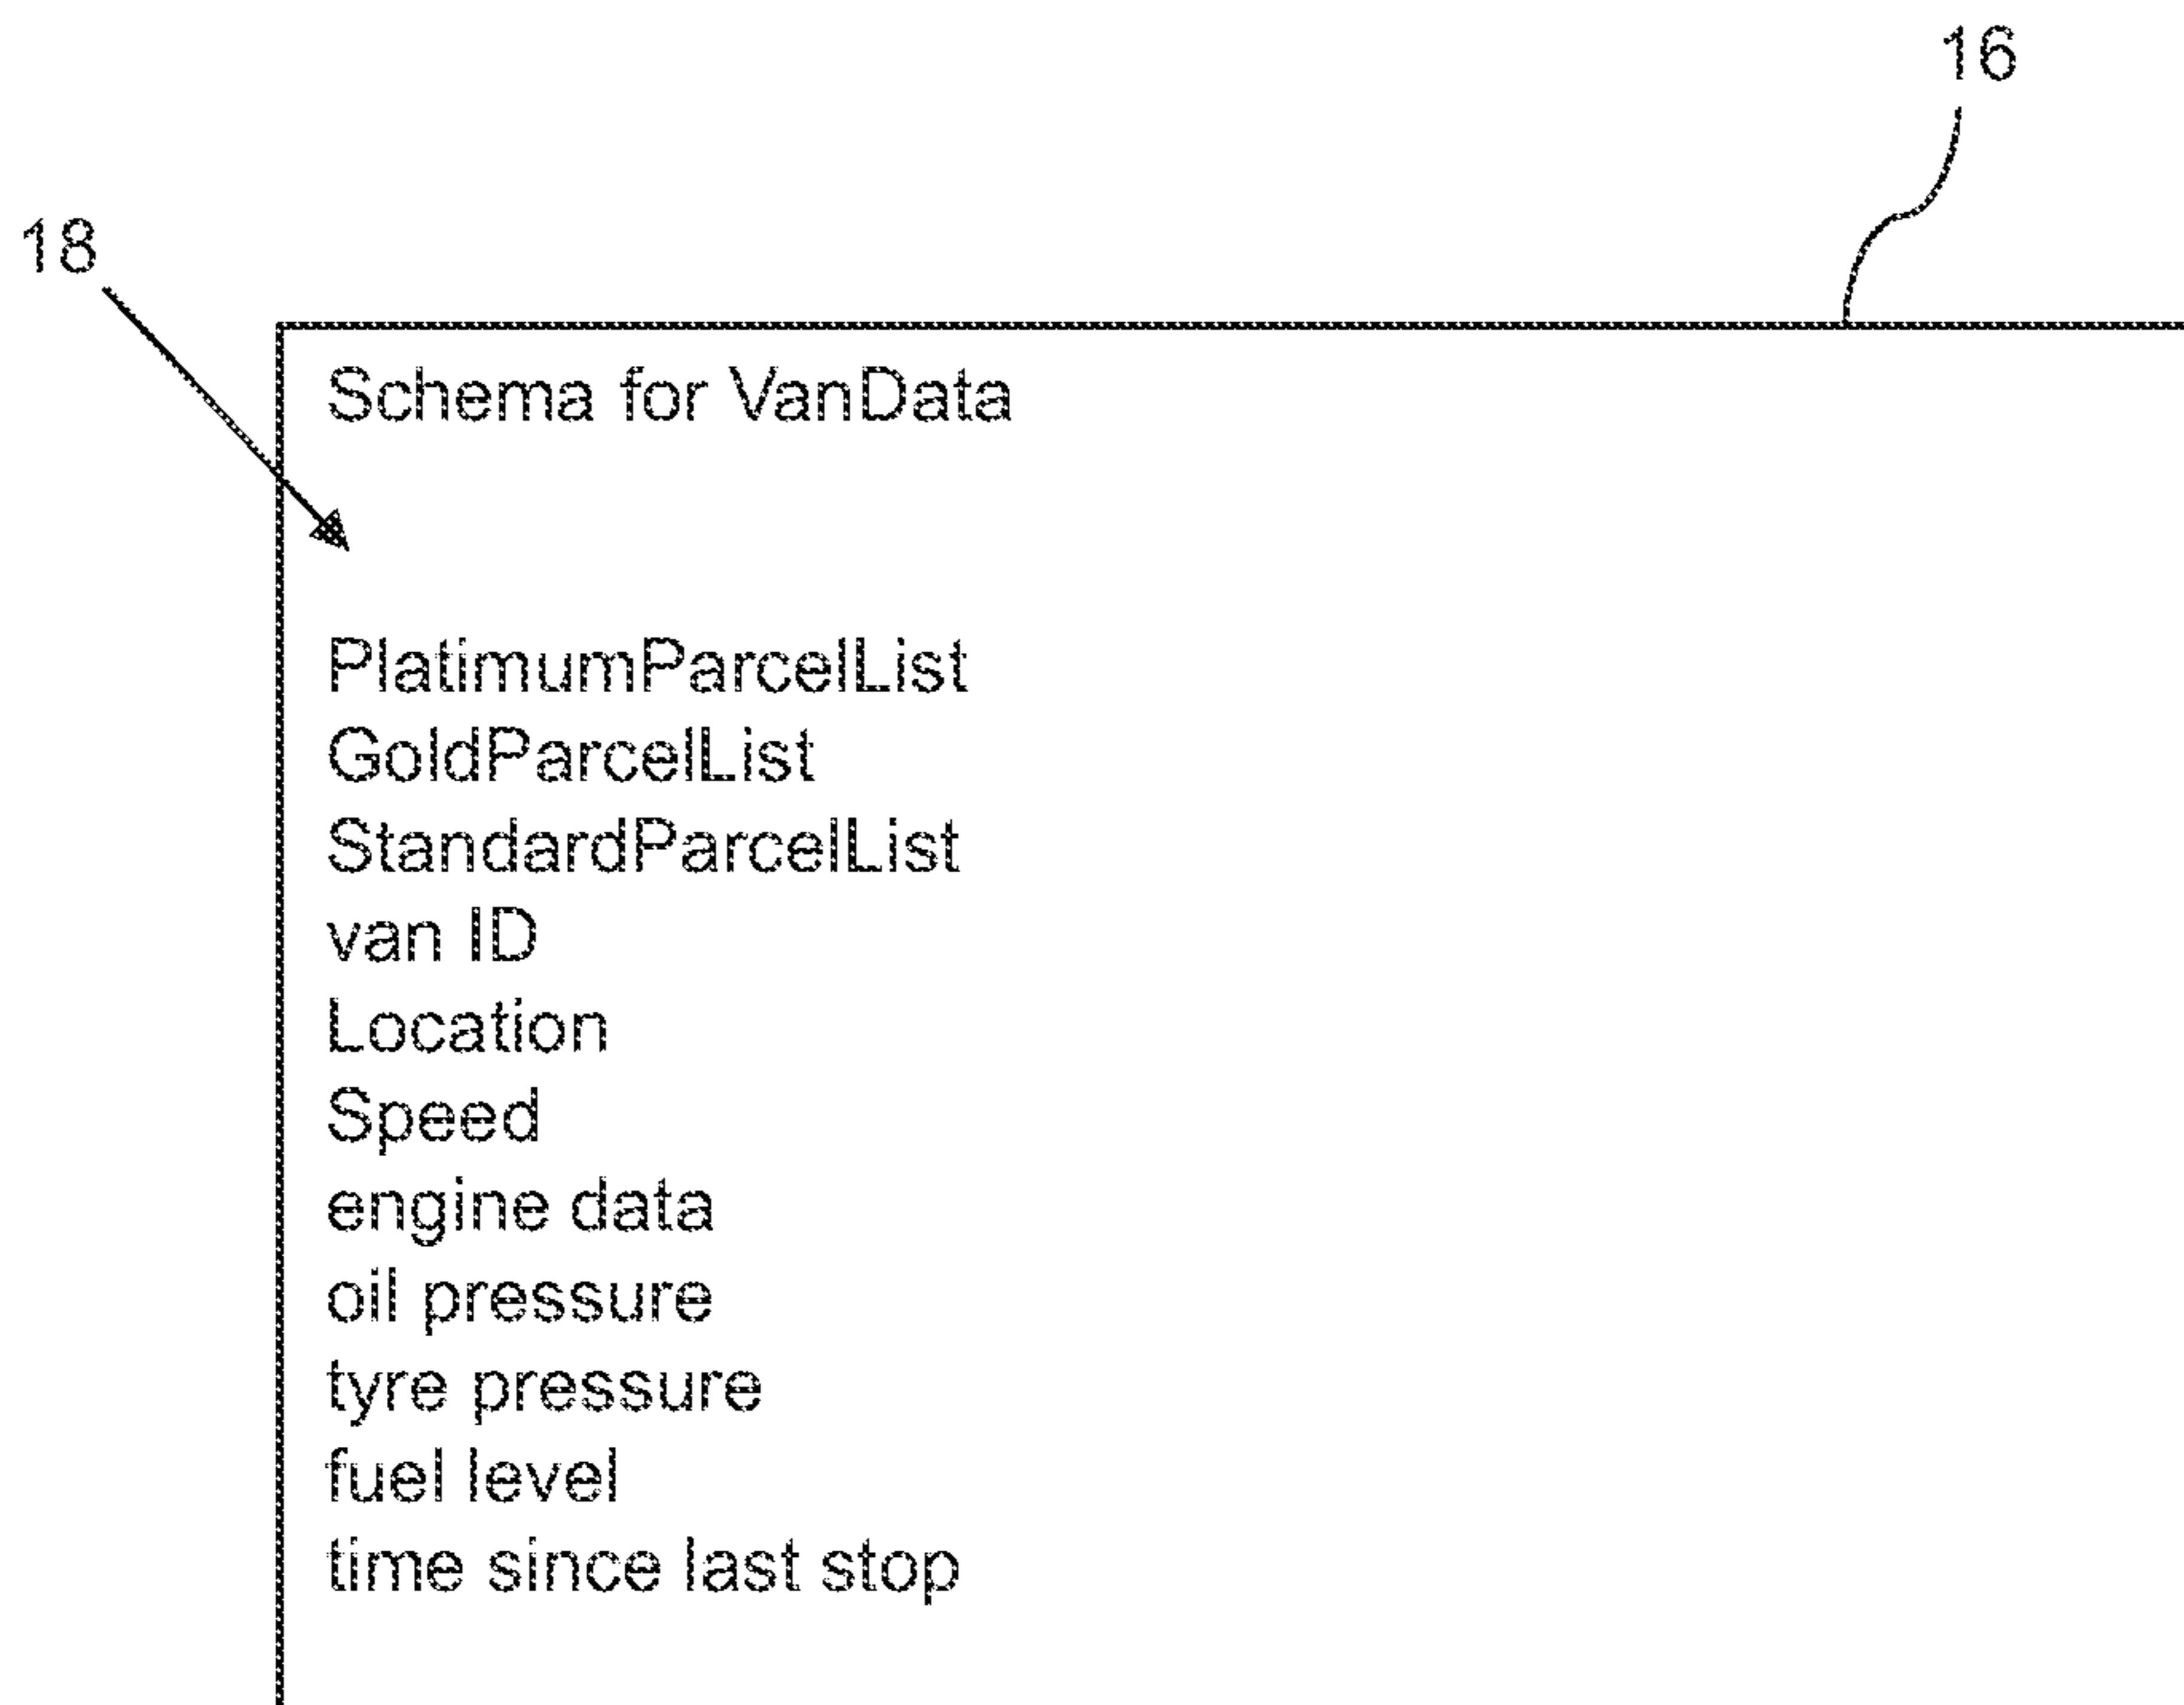 16
18
Schema for VanData
PlatimumParcelList
GoldParcelList
StandardParcelList
van ID
Location
Speed
engine data
oil pressure
tyre pressure
fuel level
time since last stop